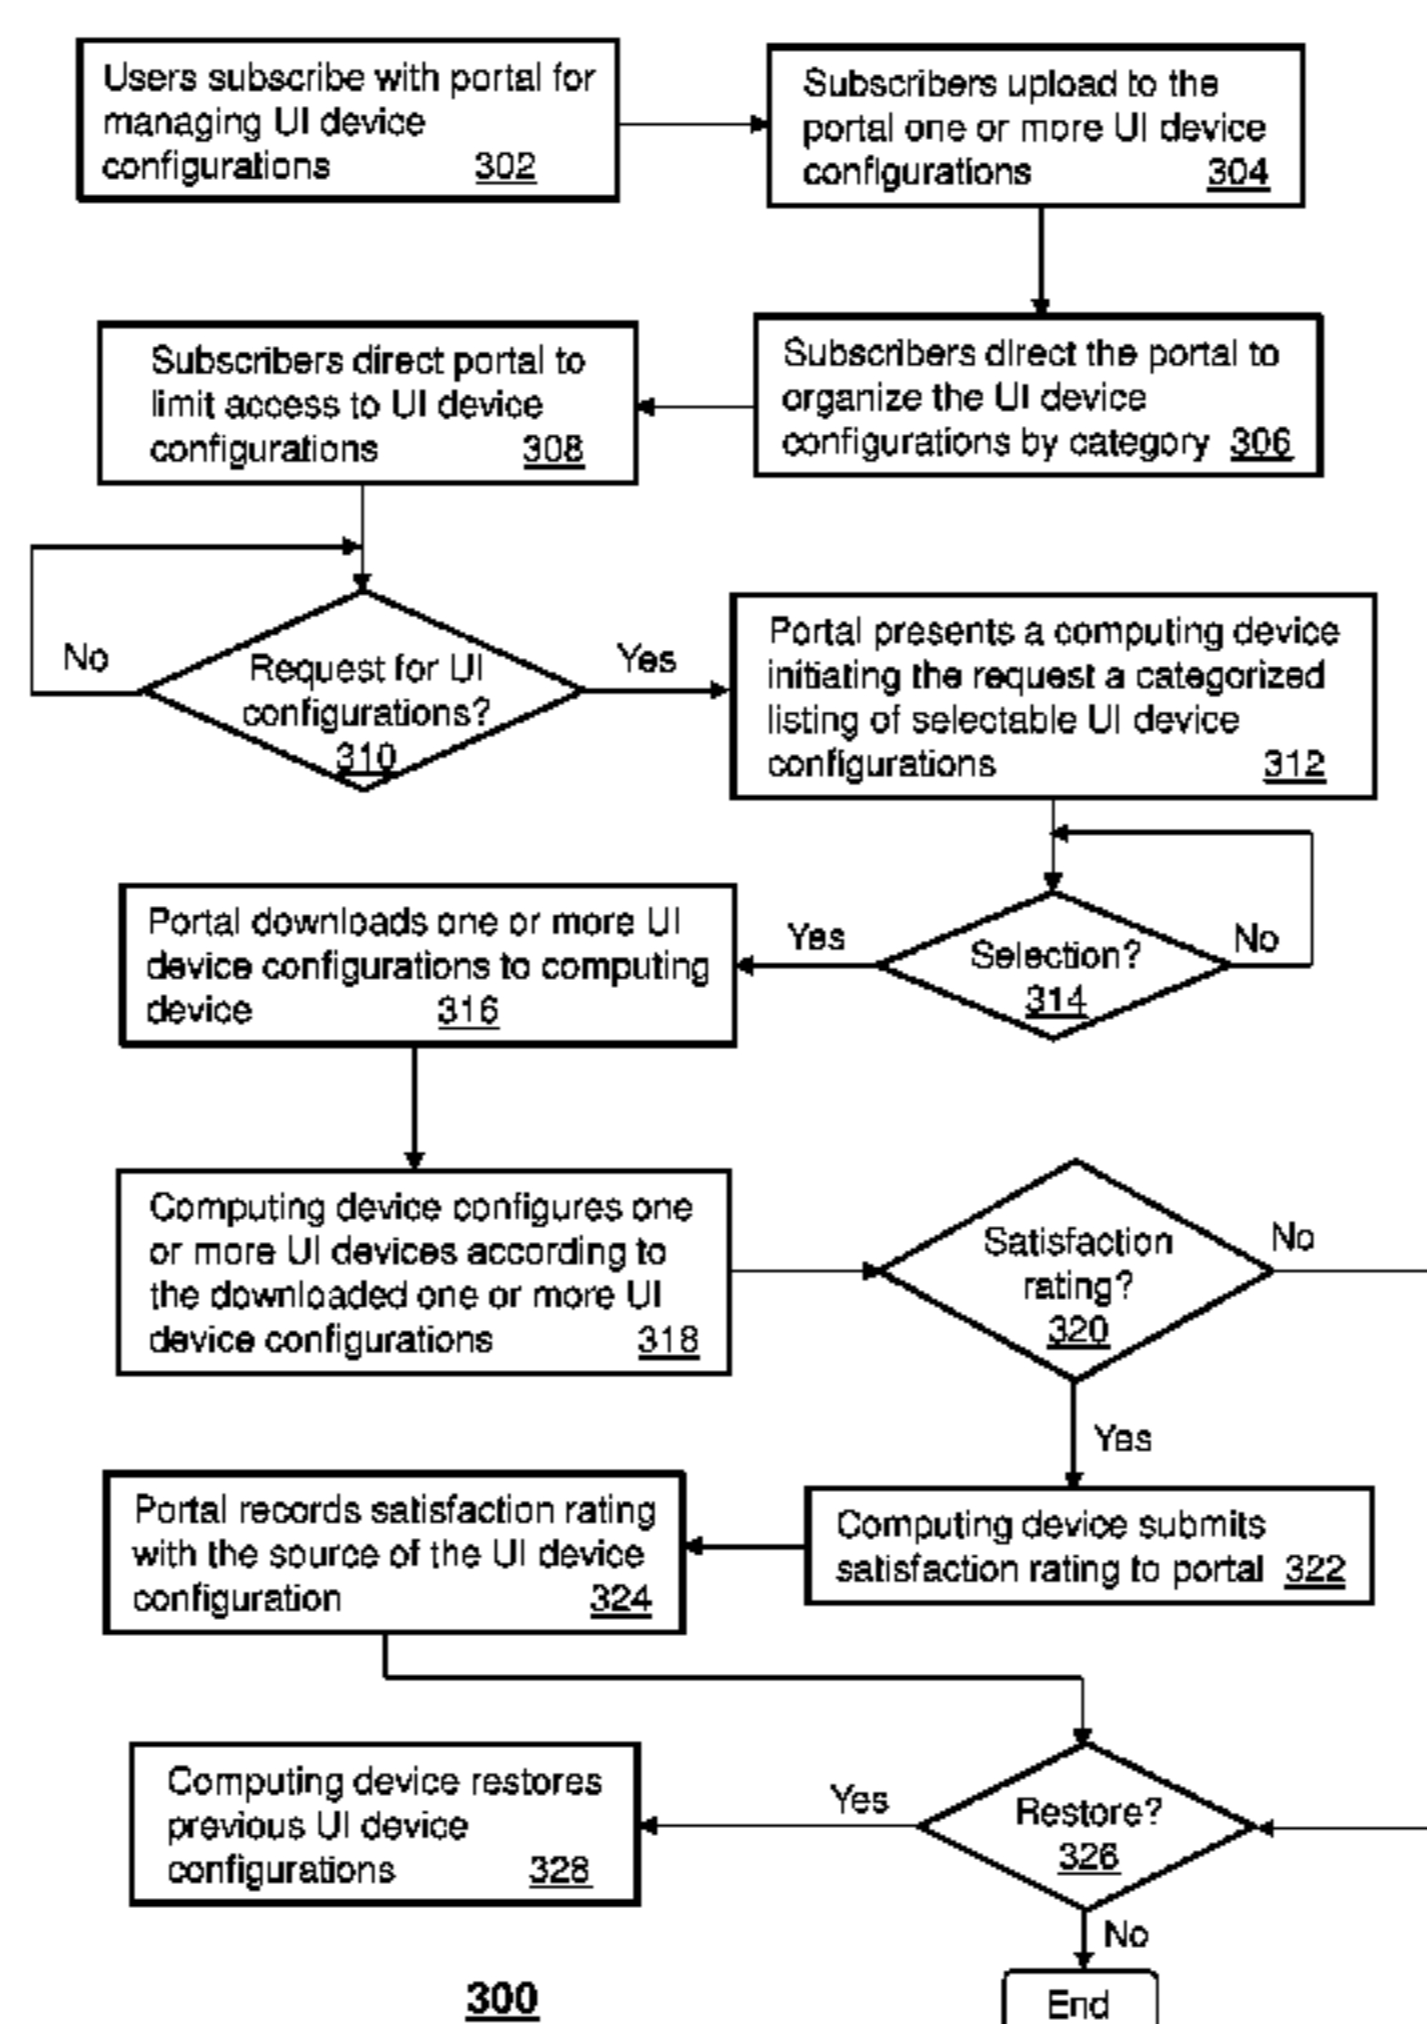 Users subscribe with portal for
managing UI device
configurations 302
Subscribers upload to the
portal one or more UI device
configurations 304
Subscribers direct portal to
limit access to UI device
configurations 308
Subscribers direct the portal to
organize the UI device
configurations by category 306
No
Request for UI
configurations?
310
Yes
Portal presents a computing device
initiating the request a categorized
listing of selectable UI device
configurations 312
Portal downloads one or more UI
device configurations to computing
device 316
Yes
Selection?
314
No
Computing device configures one
or more UI devices according to
the downloaded one or more UI
device configurations 318
Satisfaction
rating?
320
No
Yes
Portal records satisfaction rating
with the source of the UI device
configuration 324
Computing device submits
satisfaction rating to portal 322
Computing device restores
previous UI device
configurations 328
Yes
Restore?
326
No
300
End